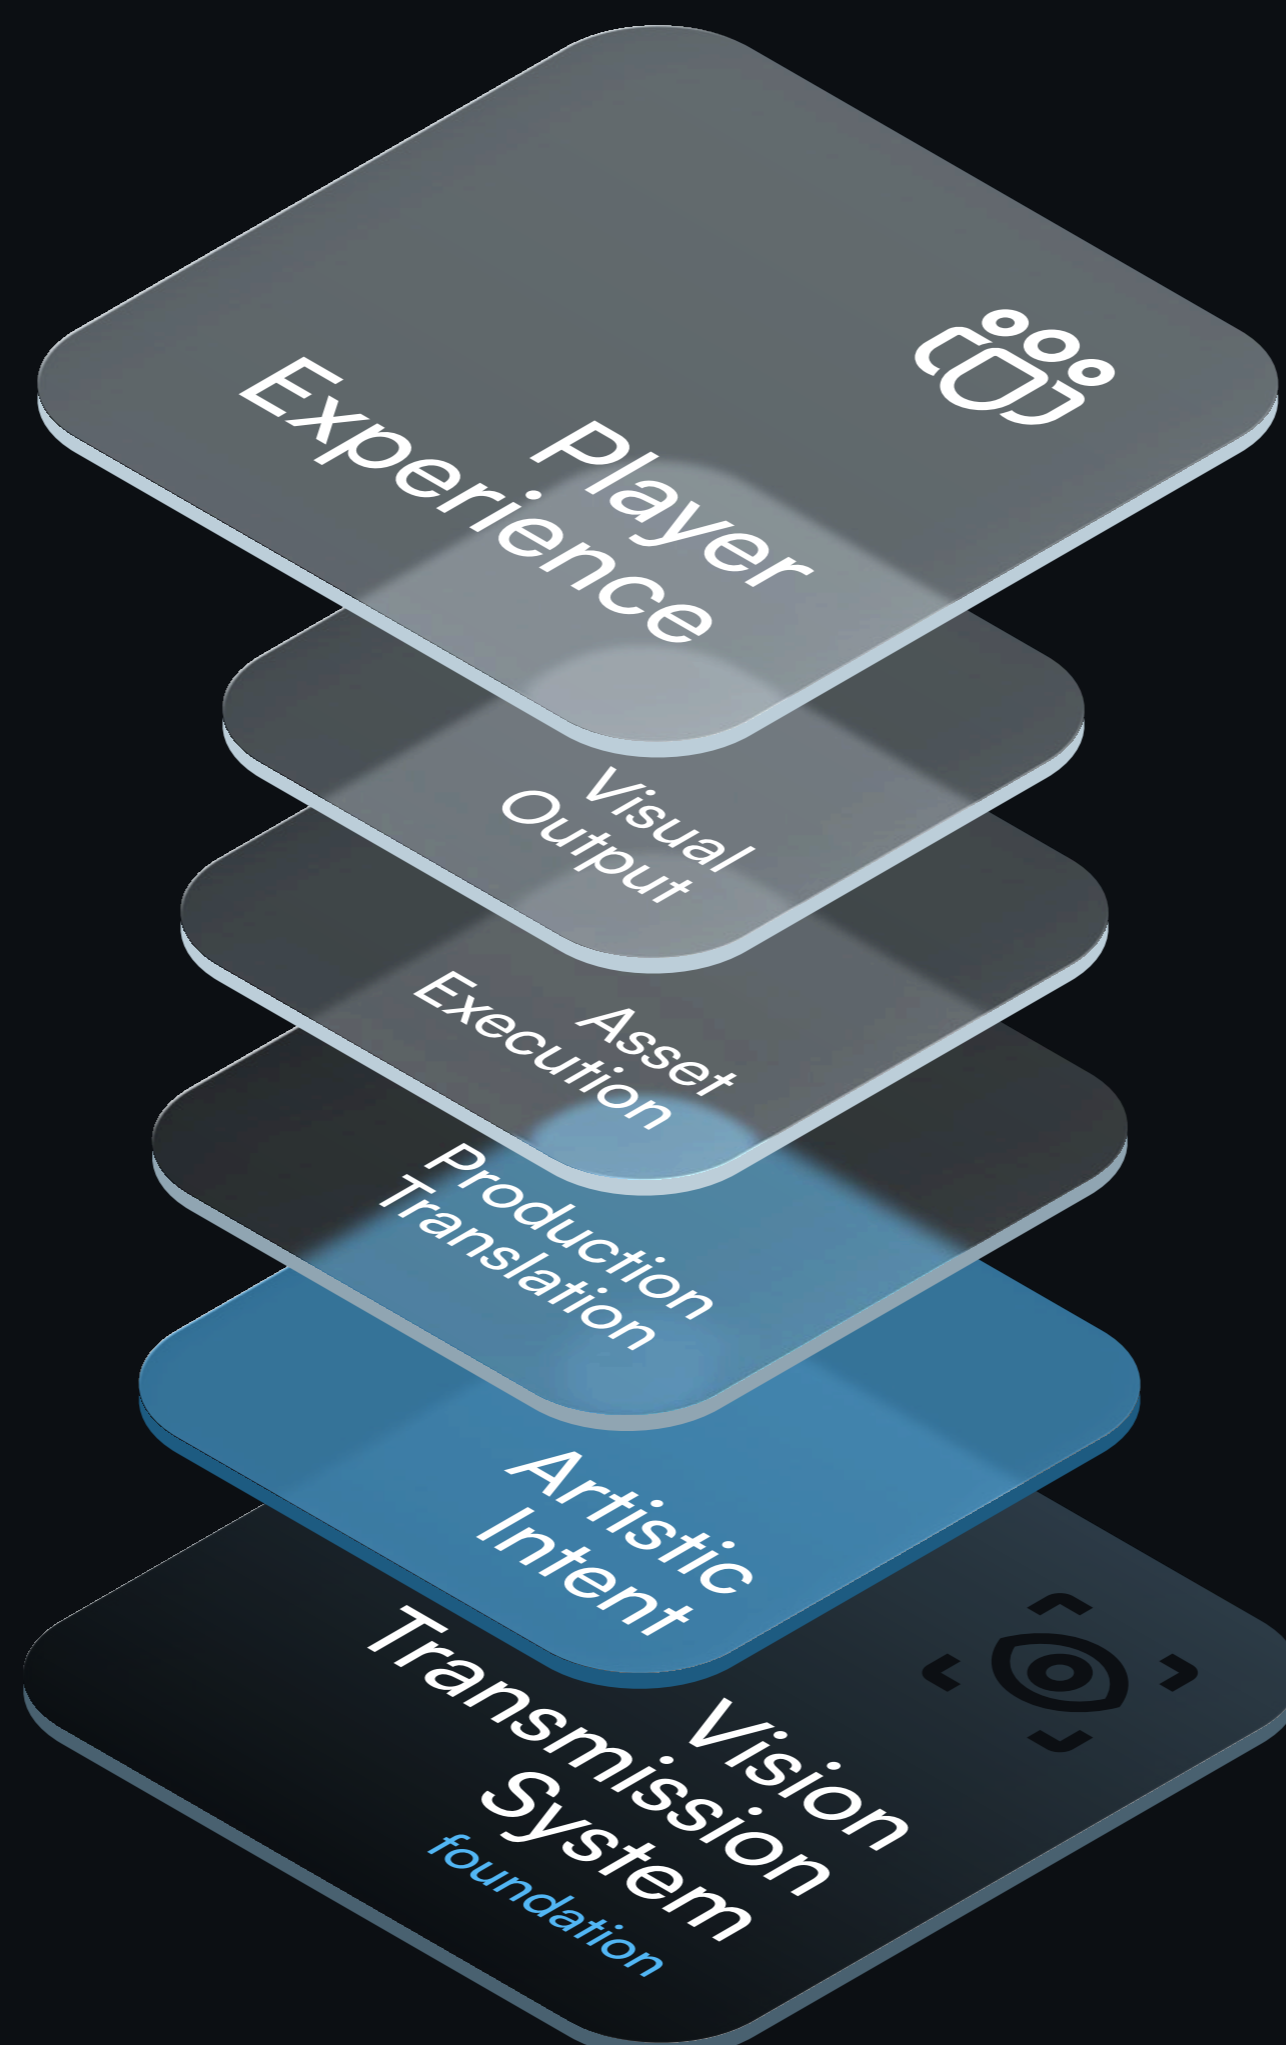 Player
Experience
Visual
Output
Asset
Execution
Production
Translation
Artistic
Intent
Vision
Transmission
System
foundation